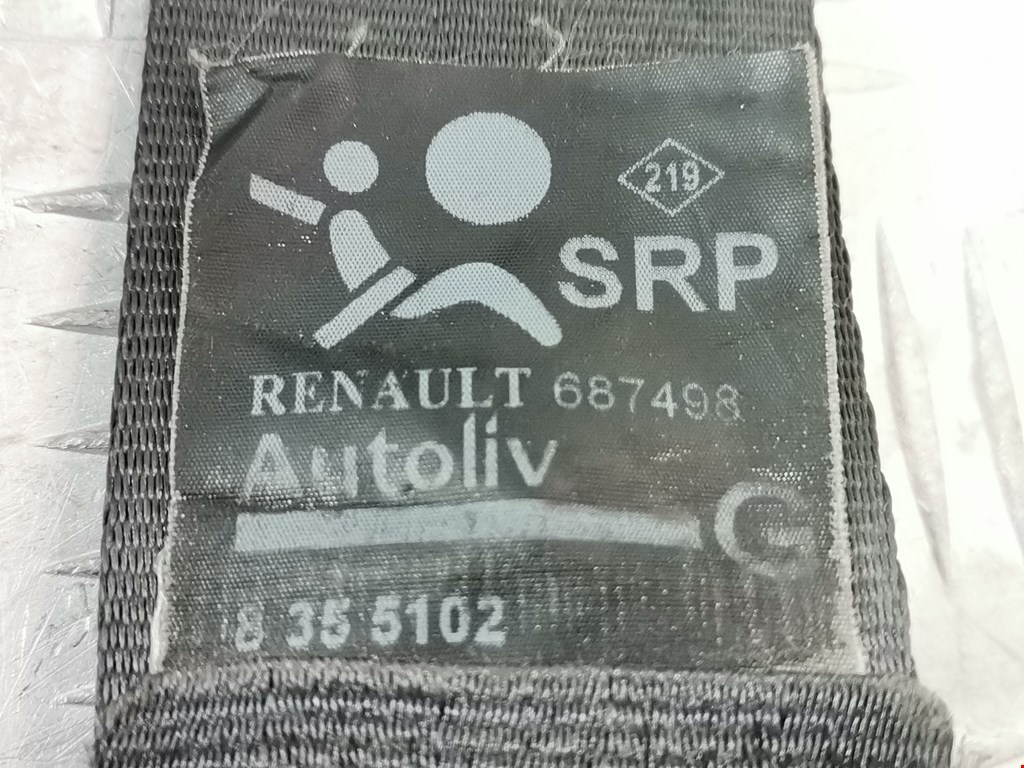 219
SRP
RENAULT 687498
Autoliv
G
8 35 5102